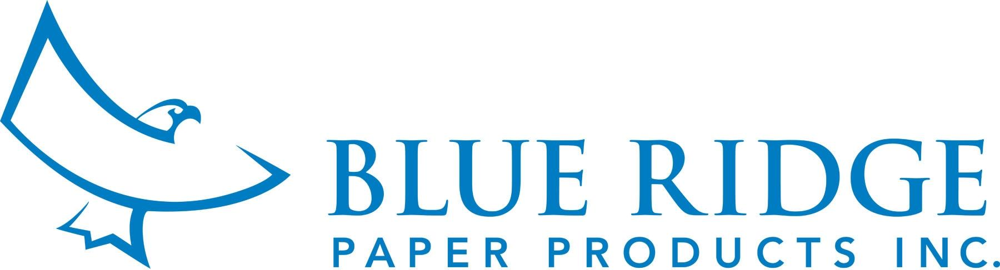 BLUE RIDGE
PAPER PRODUCTS INC.